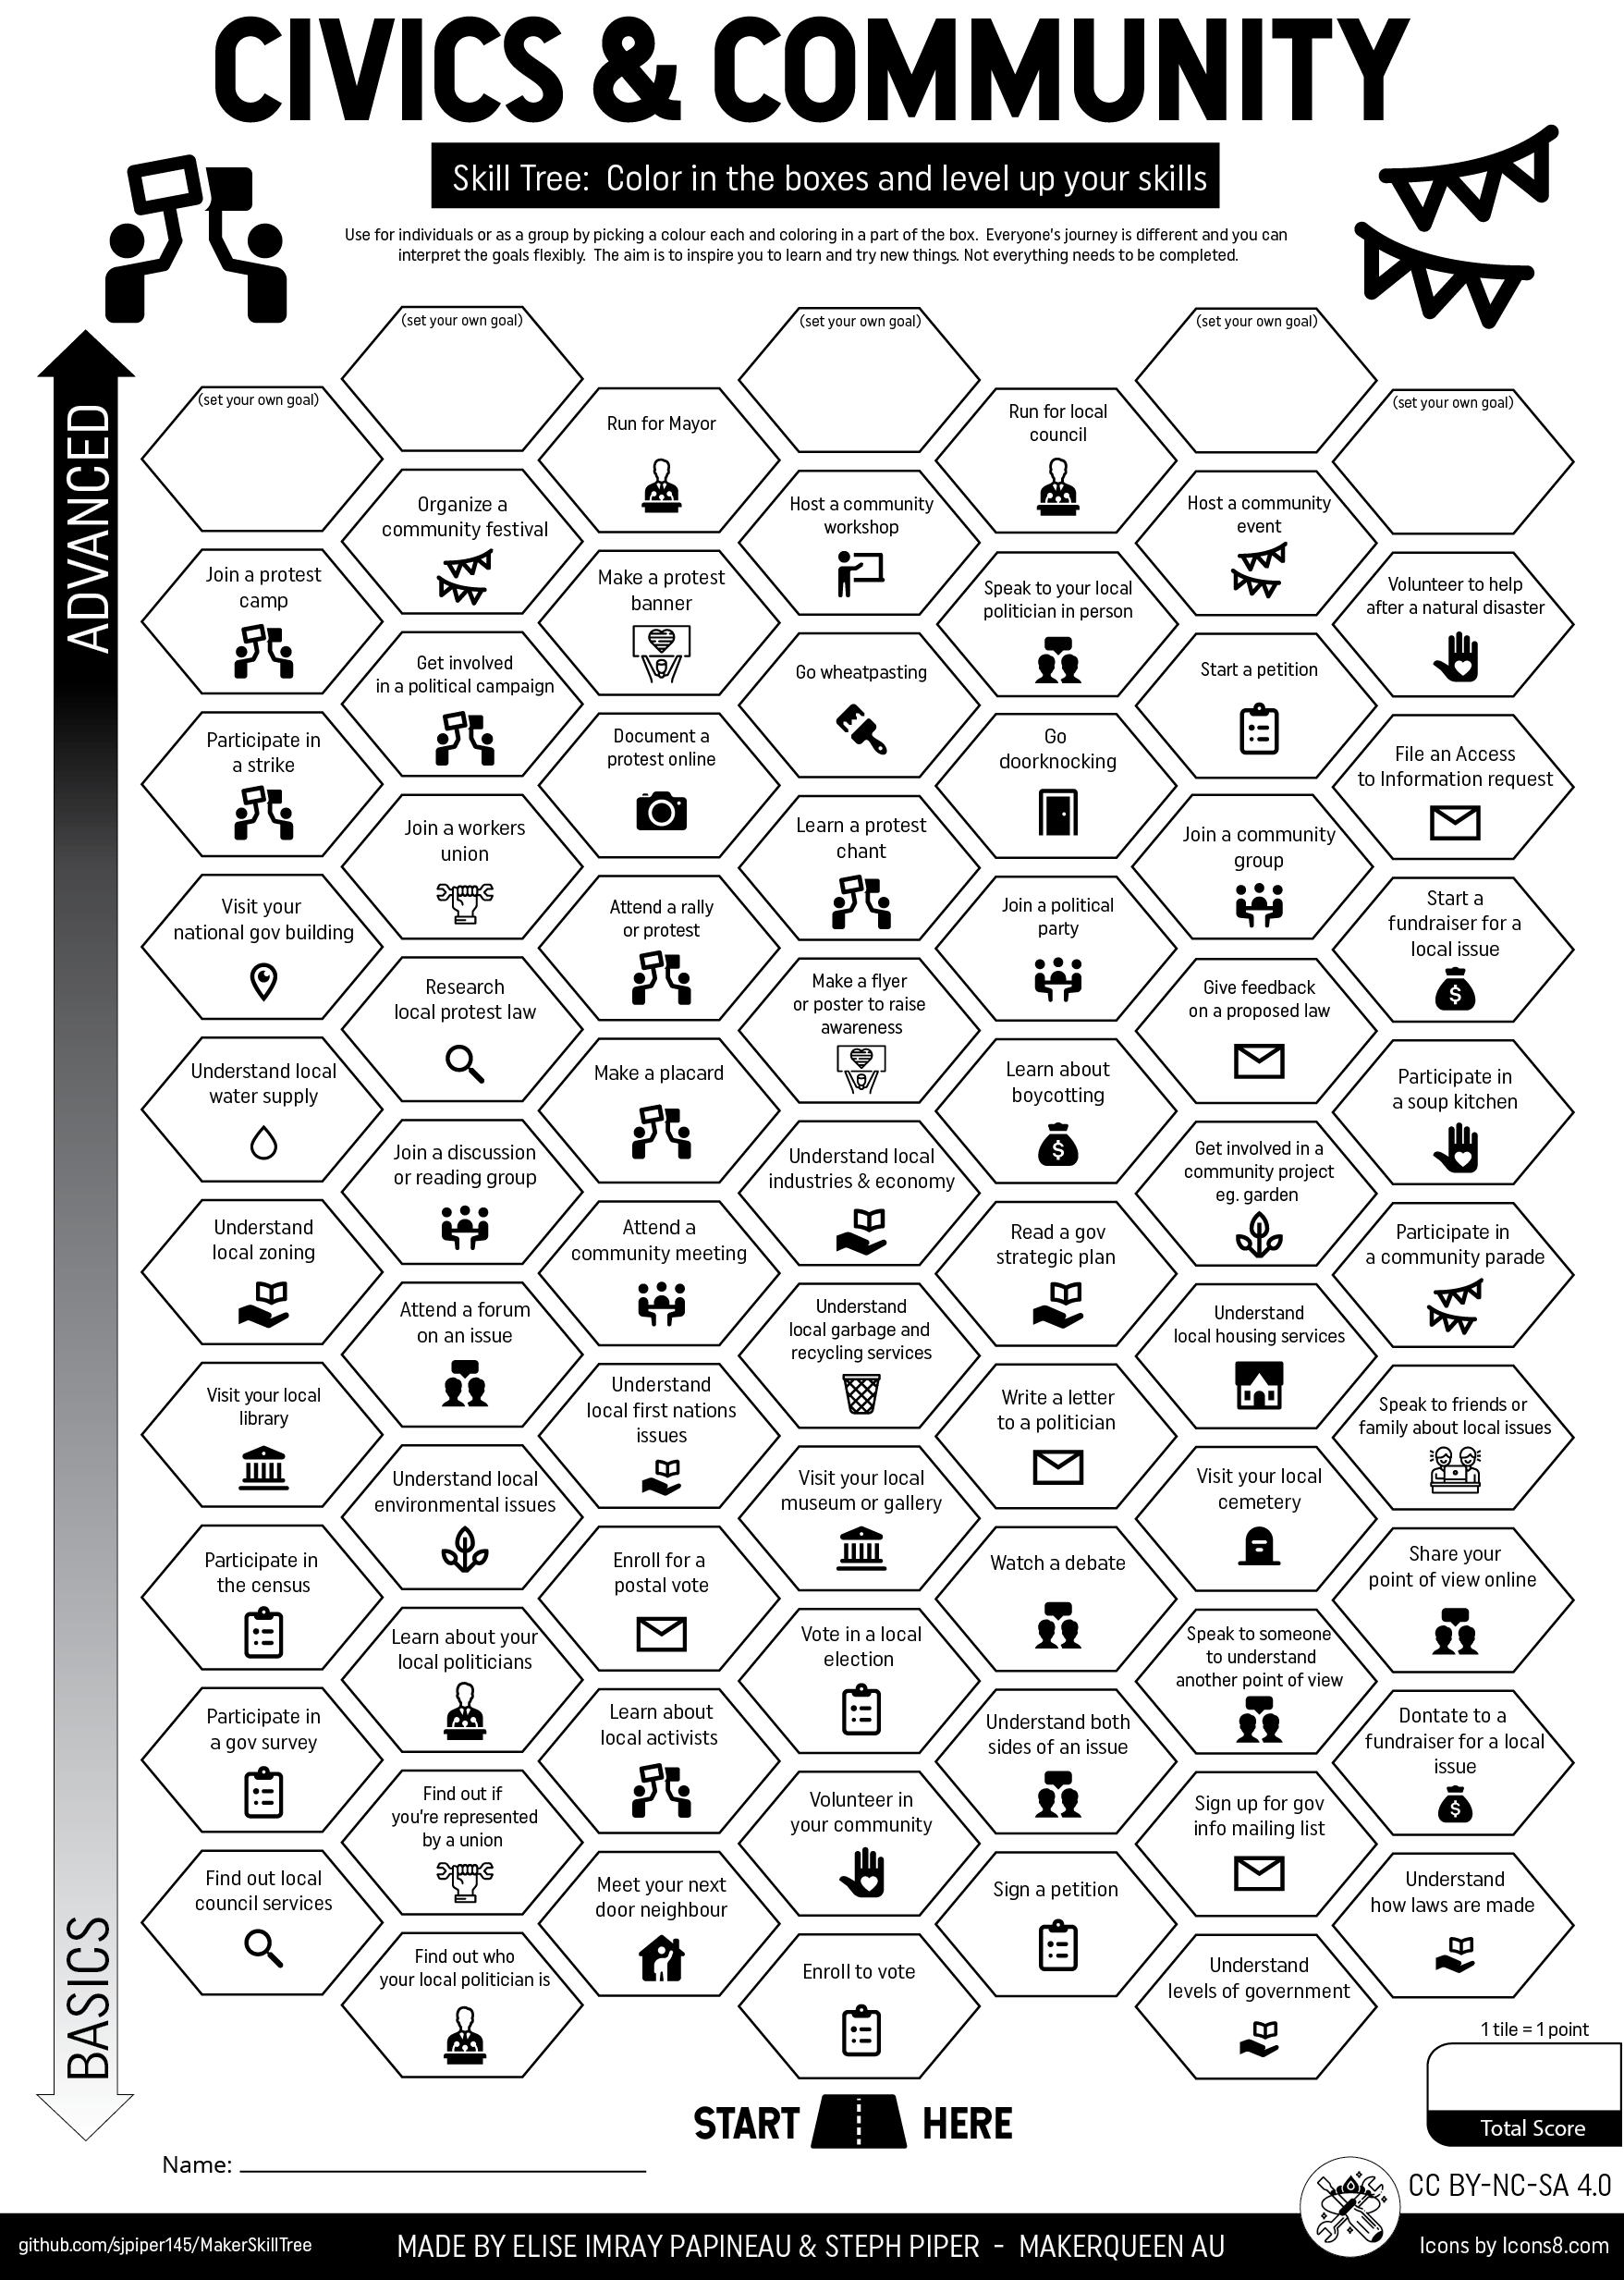 CIVICS & COMMUNITY
Skill Tree:  Color in the boxes and level up your skills
Use for individuals or as a group by picking a colour each and coloring in a part of the box.  Everyone's journey is different and you can
interpret the goals flexibly.  The aim is to inspire you to learn and try new things. Not everything needs to be completed.
ADVANCED
(set your own goal)
(set your own goal)
(set your own goal)
(set your own goal)
(set your own goal)
Run for Mayor
Run for local
council
Organize a
community festival
Host a community
workshop
Host a community
event
Join a protest
camp
Make a protest
banner
Speak to your local
politician in person
Volunteer to help
after a natural disaster
Get involved
in a political campaign
Go wheatpasting
Start a petition
Participate in
a strike
Document a
protest online
Go
doorknocking
File an Access
to Information request
Join a workers
union
Learn a protest
chant
Join a community
group
Visit your
national gov building
Attend a rally
or protest
Join a political
party
Start a
fundraiser for a
local issue
Research
local protest law
Make a flyer
or poster to raise
awareness
Give feedback
on a proposed law
Understand local
water supply
Make a placard
Learn about
boycotting
Participate in
a soup kitchen
Join a discussion
or reading group
Understand local
industries & economy
Get involved in a
community project
eg. garden
Understand
local zoning
Attend a
community meeting
Read a gov
strategic plan
Participate in
a community parade
Attend a forum
on an issue
Understand
local garbage and
recycling services
Understand
local housing services
Visit your local
library
Understand
local first nations
issues
Write a letter
to a politician
Speak to friends or
family about local issues
Understand local
environmental issues
Visit your local
museum or gallery
Visit your local
cemetery
Participate in
the census
Enroll for a
postal vote
Watch a debate
Share your
point of view online
Learn about your
local politicians
Vote in a local
election
Speak to someone
to understand
another point of view
Participate in
a gov survey
Learn about
local activists
Understand both
sides of an issue
Dontate to a
fundraiser for a local
issue
Find out if
you're represented
by a union
Volunteer in
your community
Sign up for gov
info mailing list
Find out local
council services
Meet your next
door neighbour
Sign a petition
Understand
how laws are made
Find out who
your local politician is
Enroll to vote
Understand
levels of government
BASICS
1 tile = 1 point
Total Score
START HERE
Name:
CC BY-NC-SA 4.0
github.com/sjpiper145/MakerSkillTree
MADE BY ELISE IMRAY PAPINEAU & STEPH PIPER  -  MAKERQUEEN AU
Icons by Icons8.com